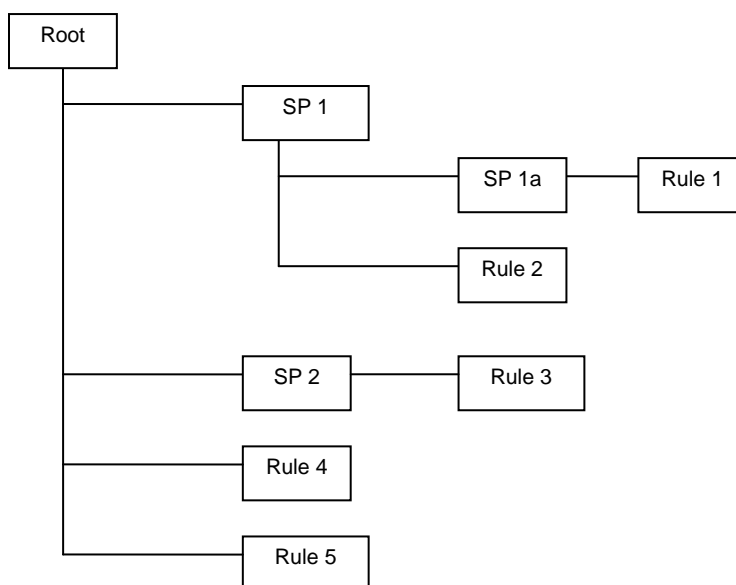 Root
SP 1
SP 1a
Rule 1
Rule 2
SP 2
Rule 3
Rule 4
Rule 5